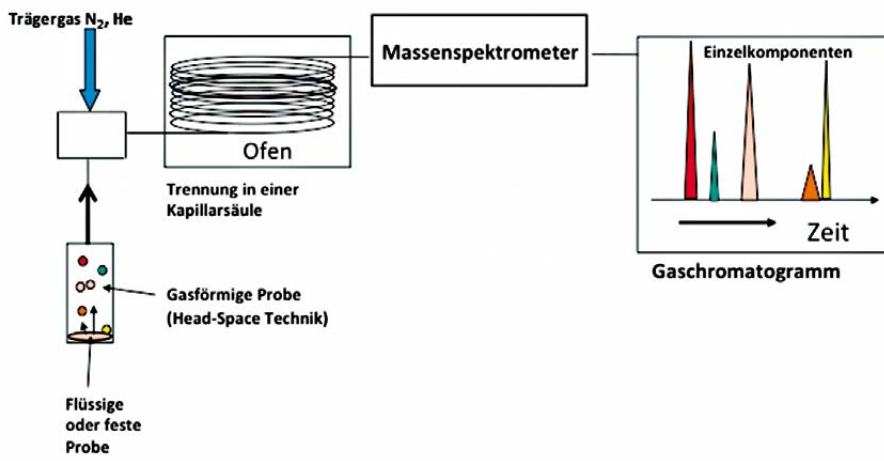 Trägergas N₂, He
Massenspektrometer
Einzelkomponenten
Ofen
Trennung in einer
Kapillarsäule
Zeit
Gaschromatogramm
Gasförmige Probe
(Head-Space Technik)
Flüssige
oder feste
Probe